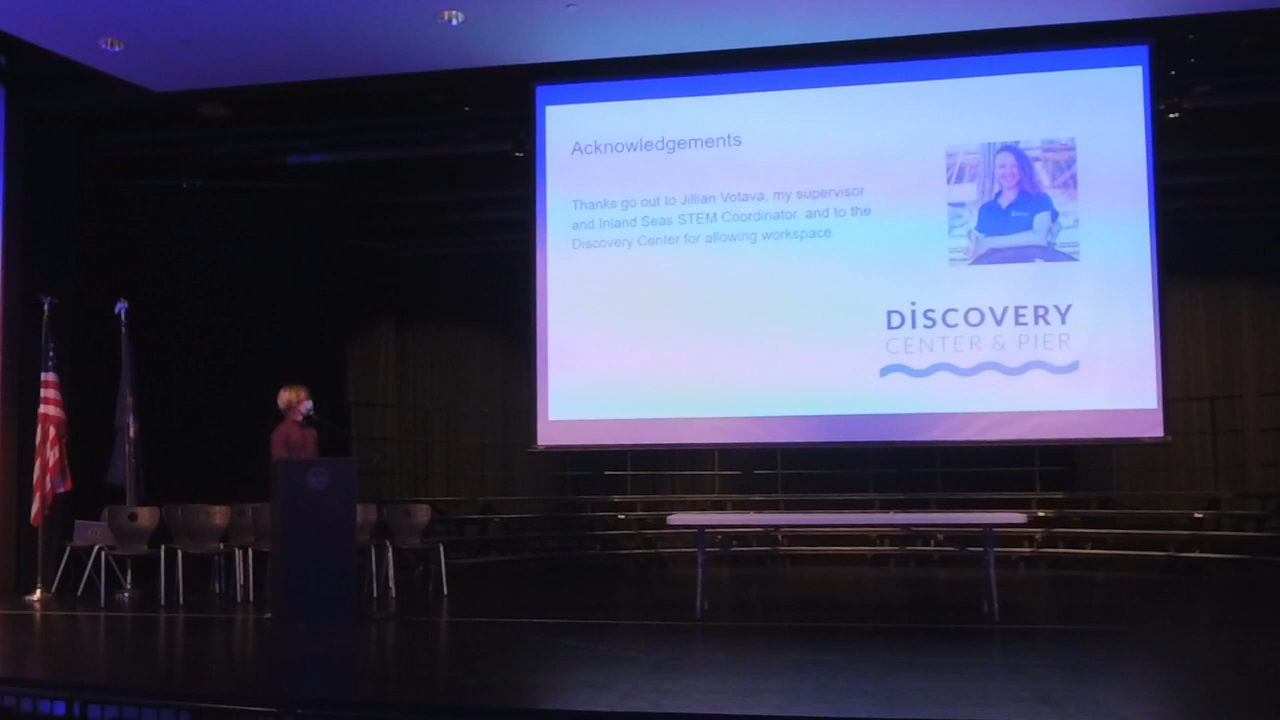 Acknowledgements
Thanks go out to Jillian Votava, my supervisor
and Inland Seas STEM Coordinator, and to the
Discovery Center for allowing workspace.
DiSCOVERY
CENTER & PIER